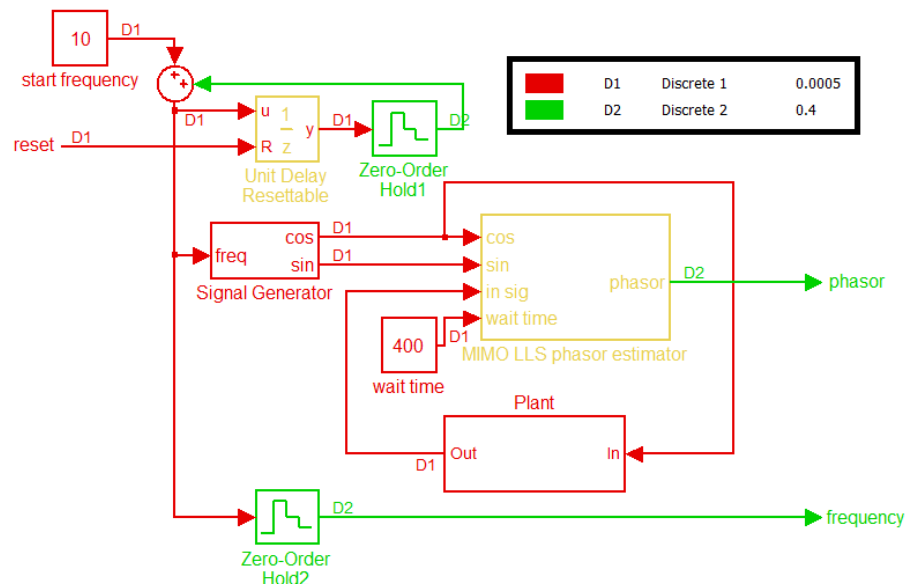 10
D1
start frequency
+
+
D1 Discrete 1 0.0005
D2 Discrete 2 0.4
D1
u
1
z
y
D1
D2
reset
D1
R
Zero-Order
Hold1
Unit Delay
Resettable
freq
cos
D1
sin
D1
Signal Generator
cos
sin
in sig
wait time
phasor
D2
phasor
400
D1
MIMO LLS phasor estimator
wait time
Plant
Out
In
D1
D2
frequency
Zero-Order
Hold2